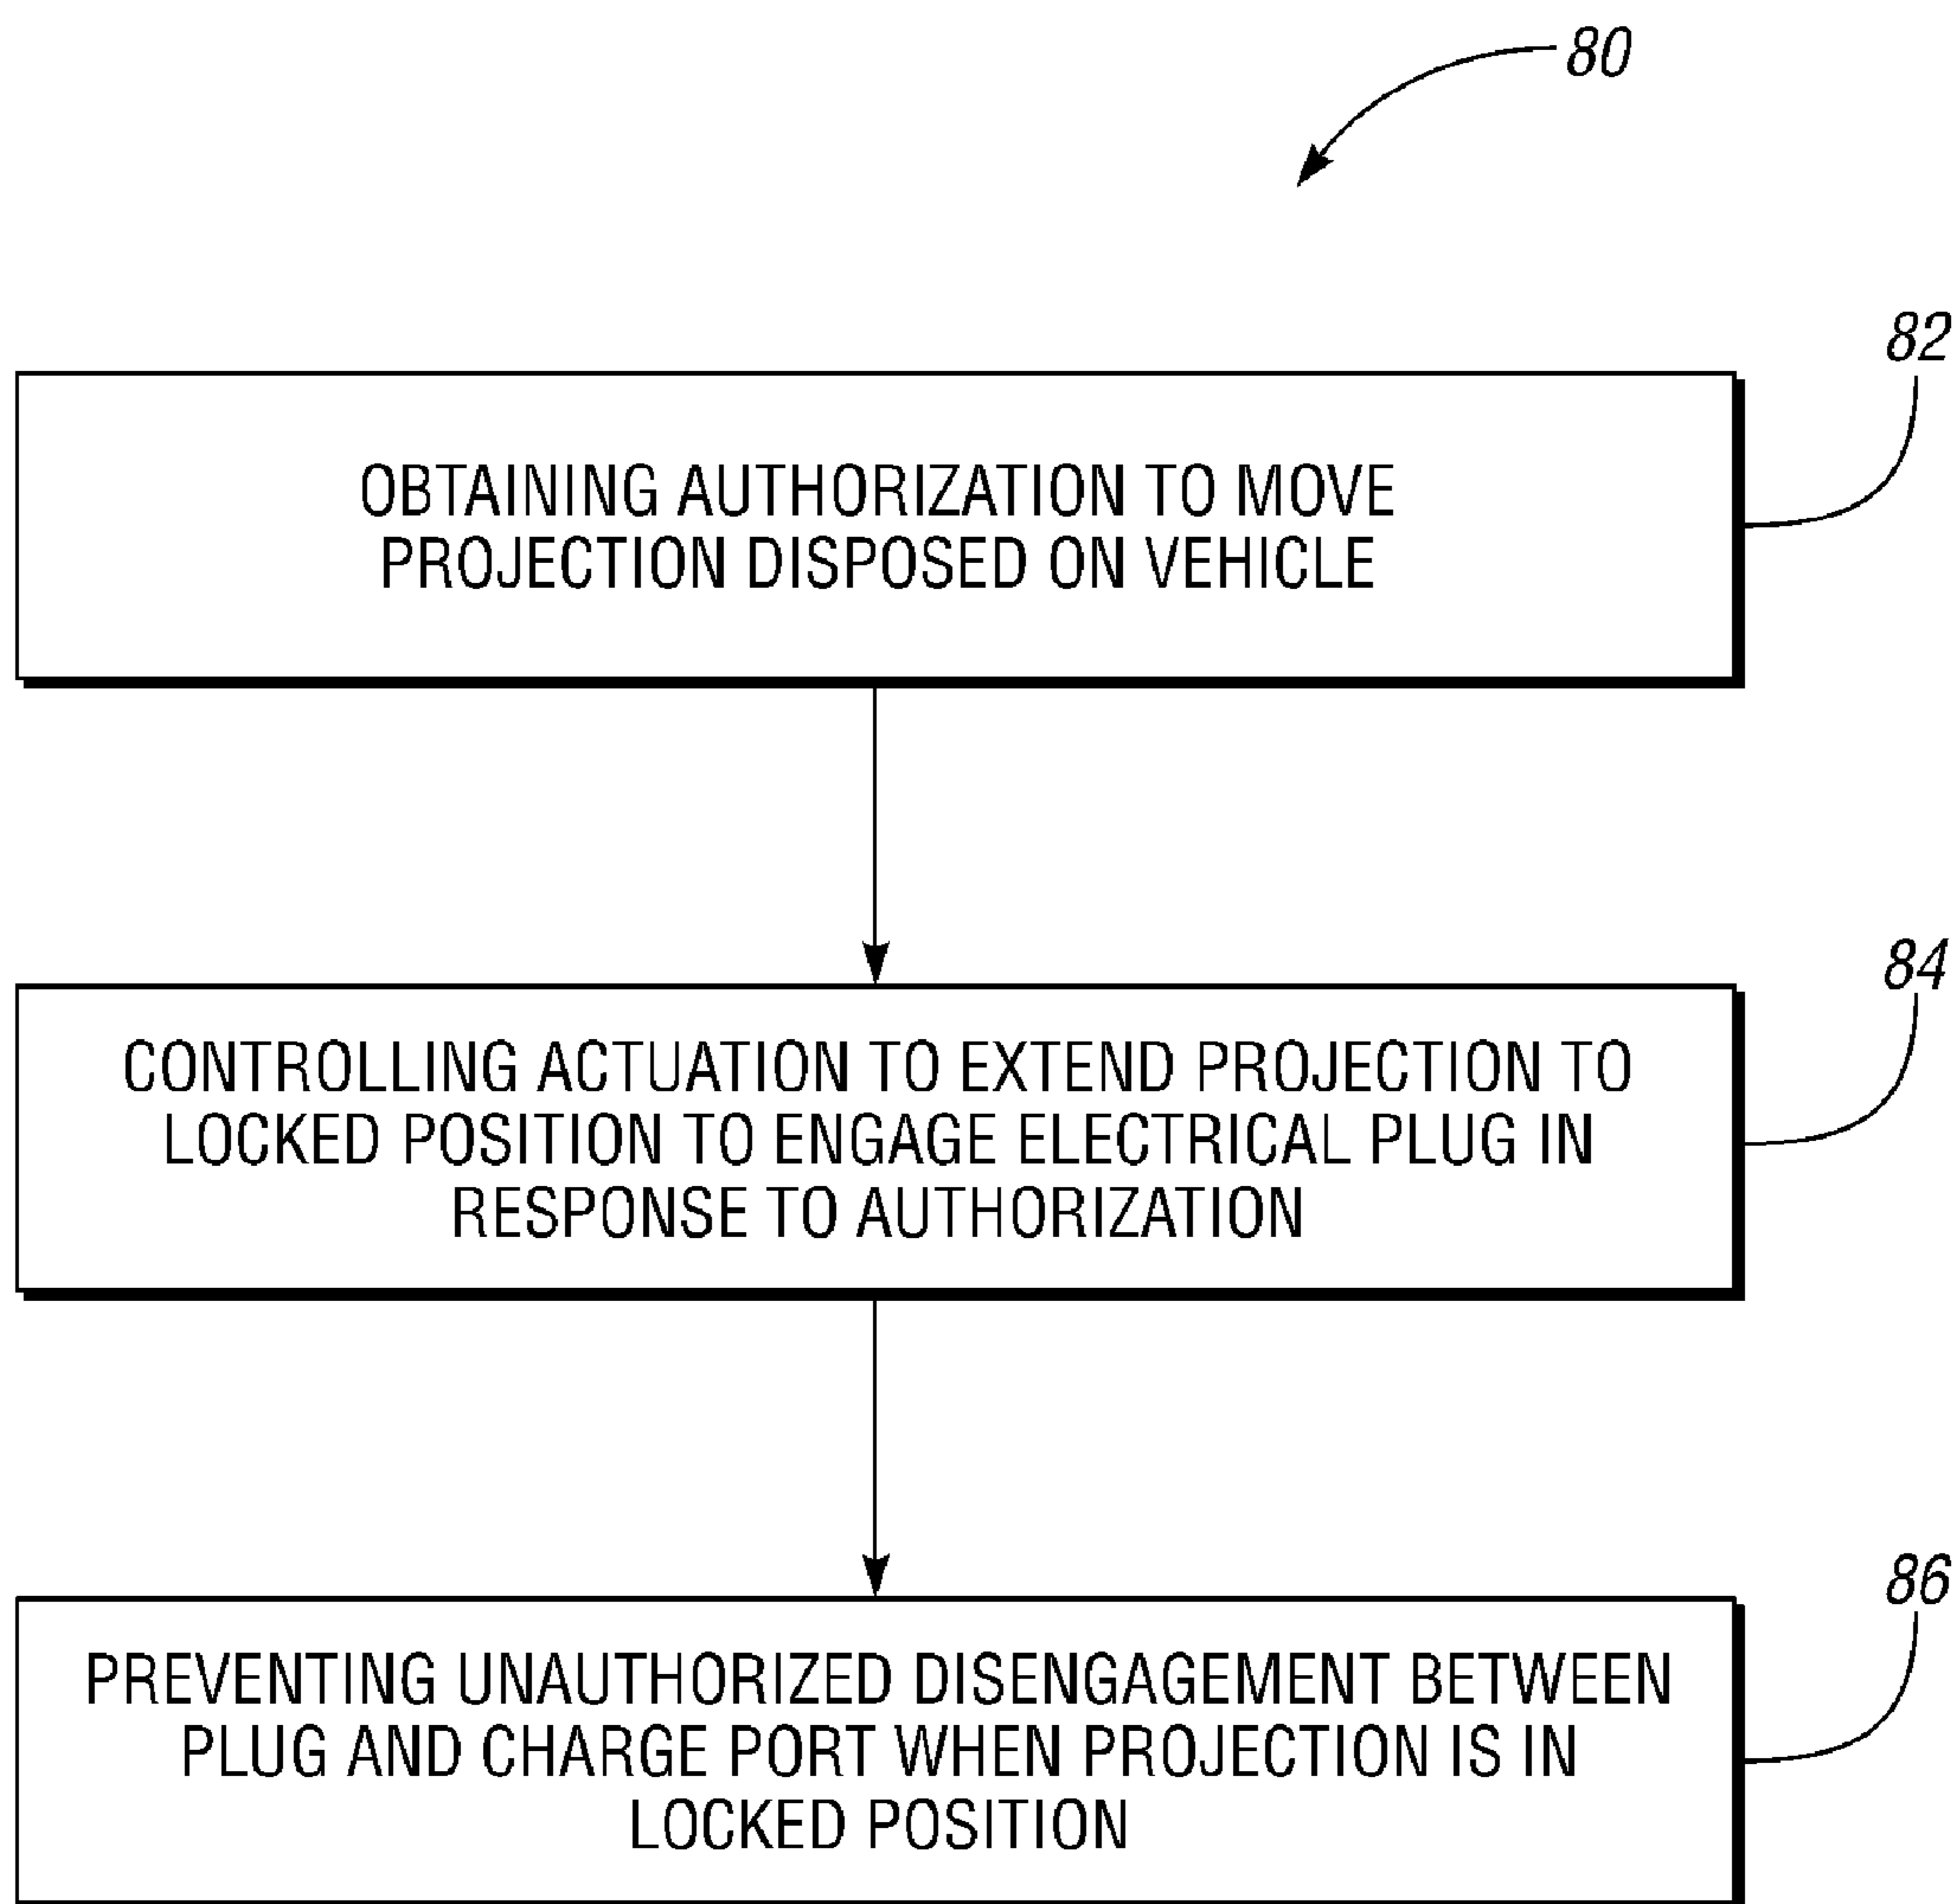 80
82
OBTAINING AUTHORIZATION TO MOVE
PROJECTION DISPOSED ON VEHICLE
84
CONTROLLING ACTUATION TO EXTEND PROJECTION TO
LOCKED POSITION TO ENGAGE ELECTRICAL PLUG IN
RESPONSE TO AUTHORIZATION
86
PREVENTING UNAUTHORIZED DISENGAGEMENT BETWEEN
PLUG AND CHARGE PORT WHEN PROJECTION IS IN
LOCKED POSITION